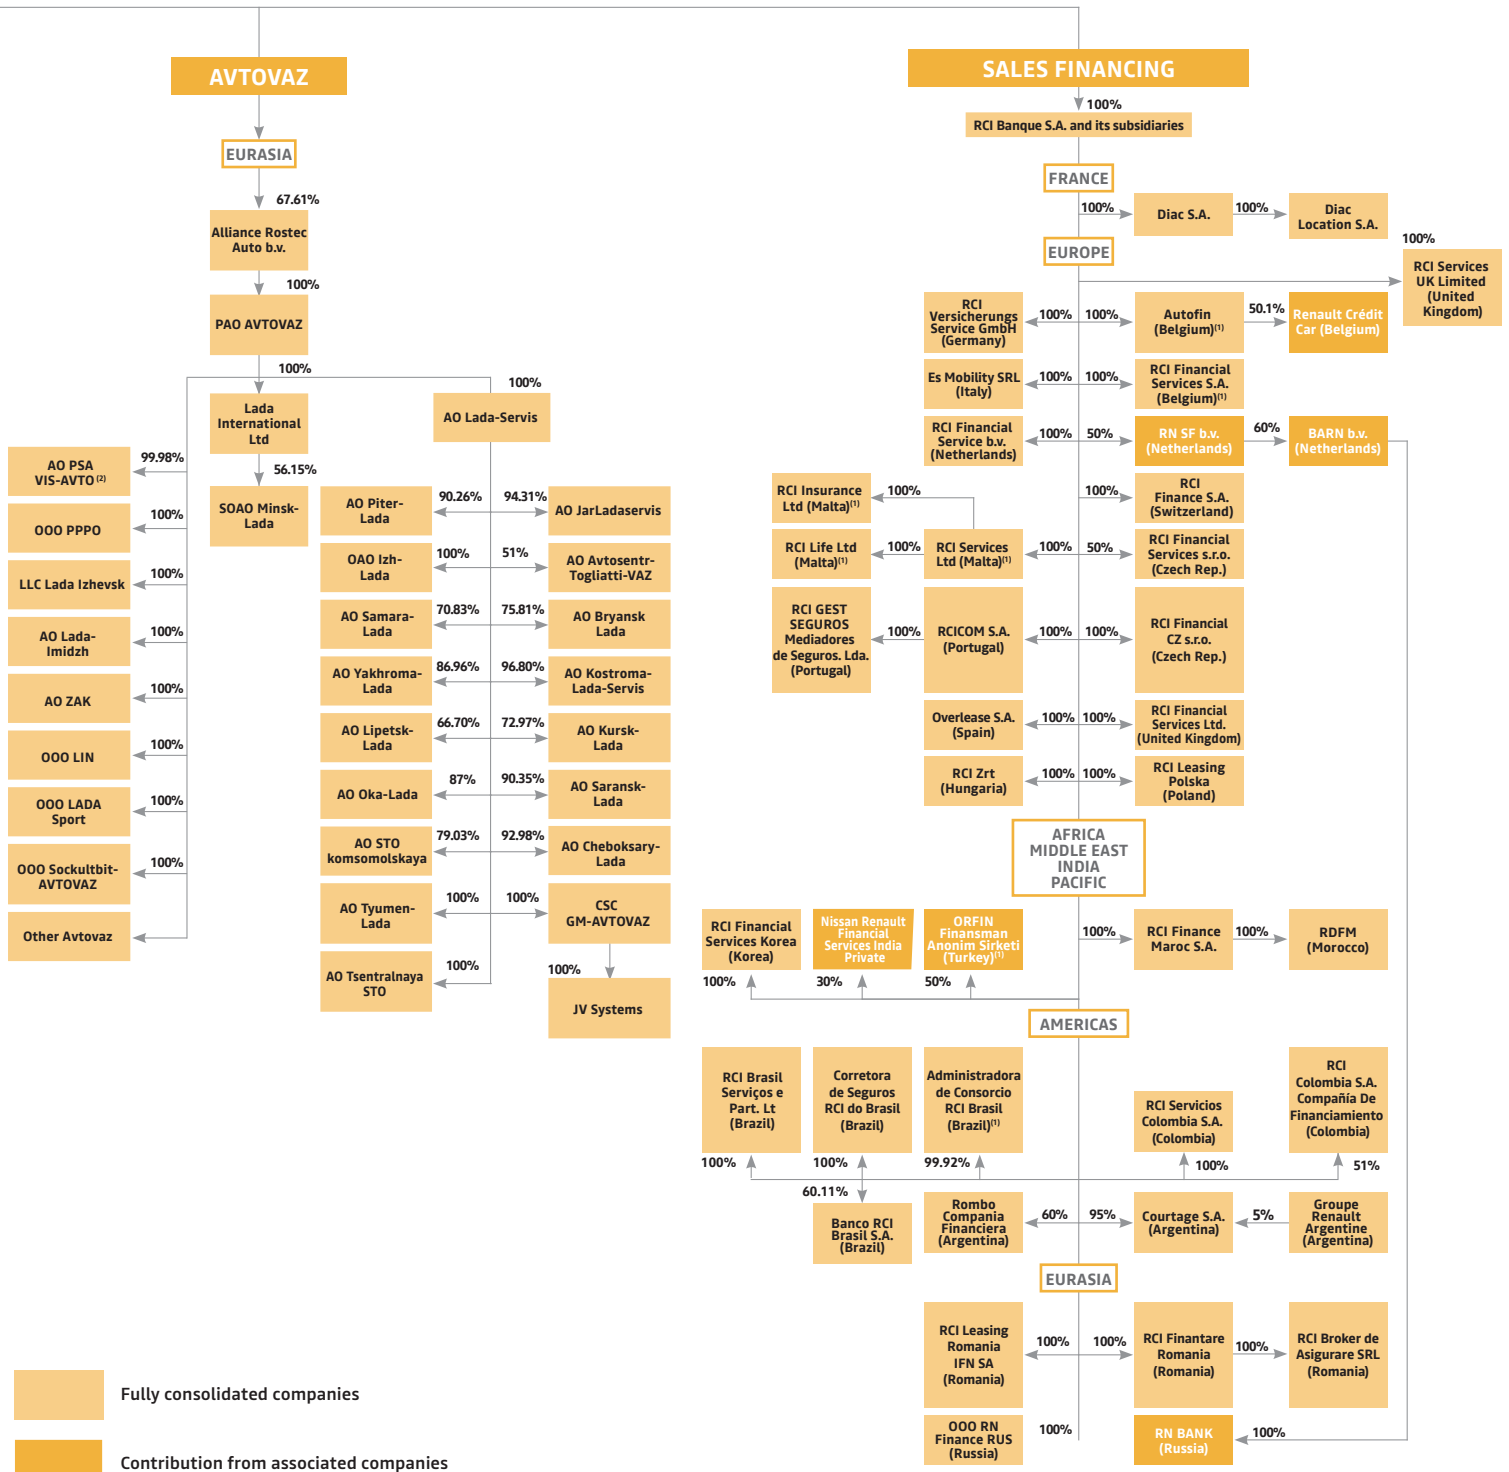 AVTOVAZ
EURASIA
67.61%
Alliance Rostec
Auto b.v.
100%
PAO AVTOVAZ
100%
Lada
International
Ltd
56.15%
SOAO Minsk-
Lada
100%
AO Lada-Servis
AO PSA
VIS-AVTO (2)
99.98%
OOO PPPO
100%
LLC Lada Izhevsk
100%
AO Lada-
Imidzh
100%
AO ZAK
100%
OOO LIN
100%
OOO LADA
Sport
100%
OOO Sockultbit-
AVTOVAZ
100%
Other Avtovaz
AO Piter-
Lada
90.26%
94.31%
AO JarLadaservis
OAO Izh-
Lada
100%
51%
AO Avtosentr-
Togliatti-VAZ
AO Samara-
Lada
70.83%
75.81%
AO Bryansk
Lada
AO Yakhroma-
Lada
86.96%
96.80%
AO Kostroma-
Lada-Servis
AO Lipetsk-
Lada
66.70%
72.97%
AO Kursk-
Lada
AO Oka-Lada
87%
90.35%
AO Saransk-
Lada
AO STO
komsomolskaya
79.03%
92.98%
AO Cheboksary-
Lada
AO Tyumen-
Lada
100%
100%
CSC
GM-AVTOVAZ
AO Tsentralnaya
STO
100%
100%
JV Systems
SALES FINANCING
100%
RCI Banque S.A. and its subsidiaries
FRANCE
100%
Diac S.A.
100%
Diac
Location S.A.
EUROPE
100%
RCI Services
UK Limited
(United
Kingdom)
RCI
Versicherungs
Service GmbH
(Germany)
100%
100%
Autofin
(Belgium)(1)
50.1%
Renault Crédit
Car (Belgium)
Es Mobility SRL
(Italy)
100%
100%
RCI Financial
Services S.A.
(Belgium)(1)
RCI Financial
Service b.v.
(Netherlands)
100%
50%
RN SF b.v.
(Netherlands)
60%
BARN b.v.
(Netherlands)
RCI Insurance
Ltd (Malta)(1)
100%
100%
RCI
Finance S.A.
(Switzerland)
RCI Life Ltd
(Malta)(1)
100%
RCI Services
Ltd (Malta)(1)
100%
50%
RCI Financial
Services s.r.o.
(Czech Rep.)
RCI GEST
SEGUROS
Mediadores
de Seguros. Lda.
(Portugal)
100%
RCICOM S.A.
(Portugal)
100%
100%
RCI Financial
CZ s.r.o.
(Czech Rep.)
Overlease S.A.
(Spain)
100%
100%
RCI Financial
Services Ltd.
(United Kingdom)
RCI Zrt
(Hungaria)
100%
100%
RCI Leasing
Polska
(Poland)
AFRICA
MIDDLE EAST
INDIA
PACIFIC
RCI Financial
Services Korea
(Korea)
100%
Nissan Renault
Financial
Services India
Private
30%
ORFIN
Finansman
Anonim Sirketi
(Turkey)(1)
50%
100%
RCI Finance
Maroc S.A.
100%
RDFM
(Morocco)
AMERICAS
RCI Brasil
Serviços e
Part. Lt
(Brazil)
100%
Corretora
de Seguros
RCI do Brasil
(Brazil)
100%
Administradora
de Consorcio
RCI Brasil
(Brazil)(1)
99.92%
RCI Servicios
Colombia S.A.
(Colombia)
100%
RCI
Colombia S.A.
Compañía De
Financiamiento
(Colombia)
51%
60.11%
Banco RCI
Brasil S.A.
(Brazil)
Rombo
Compania
Financiera
(Argentina)
60%
95%
Courtage S.A.
(Argentina)
5%
Groupe
Renault
Argentine
(Argentina)
EURASIA
RCI Leasing
Romania
IFN SA
(Romania)
100%
100%
RCI Finantare
Romania
(Romania)
100%
RCI Broker de
Asigurare SRL
(Romania)
OOO RN
Finance RUS
(Russia)
100%
RN BANK
(Russia)
100%
Fully consolidated companies
Contribution from associated companies